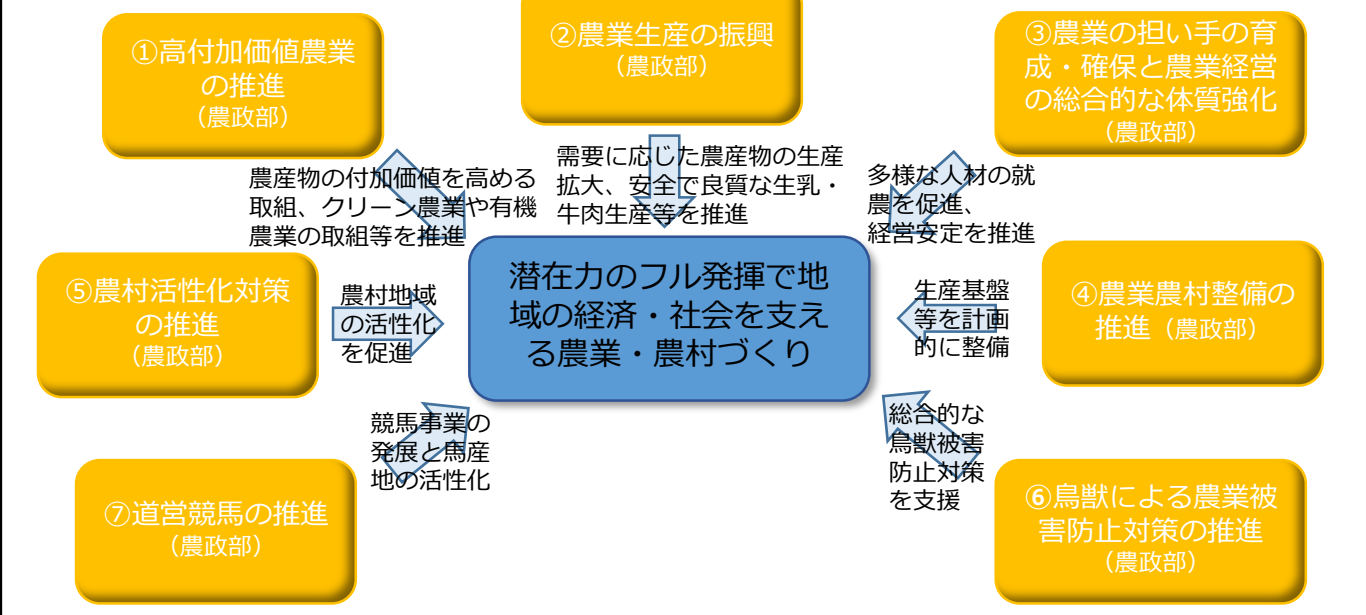 ①高付加価値農業
の推進
（農政部）
②農業生産の振興
（農政部）
③農業の担い手の育
成・確保と農業経営
の総合的な体質強化
（農政部）
農産物の付加価値を高める
取組、クリーン農業や有機
農業の取組等を推進
需要に応じた農産物の生産
拡大、安全で良質な生乳・
牛肉生産等を推進
多様な人材の就
農を促進、
経営安定を推進
⑤農村活性化対策
の推進
（農政部）
農村地域
の活性化
を促進
潜在力のフル発揮で地
域の経済・社会を支え
る農業・農村づくり
生産基盤
等を計画
的に整備
④農業農村整備の
推進（農政部）
競馬事業の
発展と馬産
地の活性化
総合的な
鳥獣被害
防止対策
を支援
⑦道営競馬の推進
（農政部）
⑥鳥獣による農業被
害防止対策の推進
（農政部）